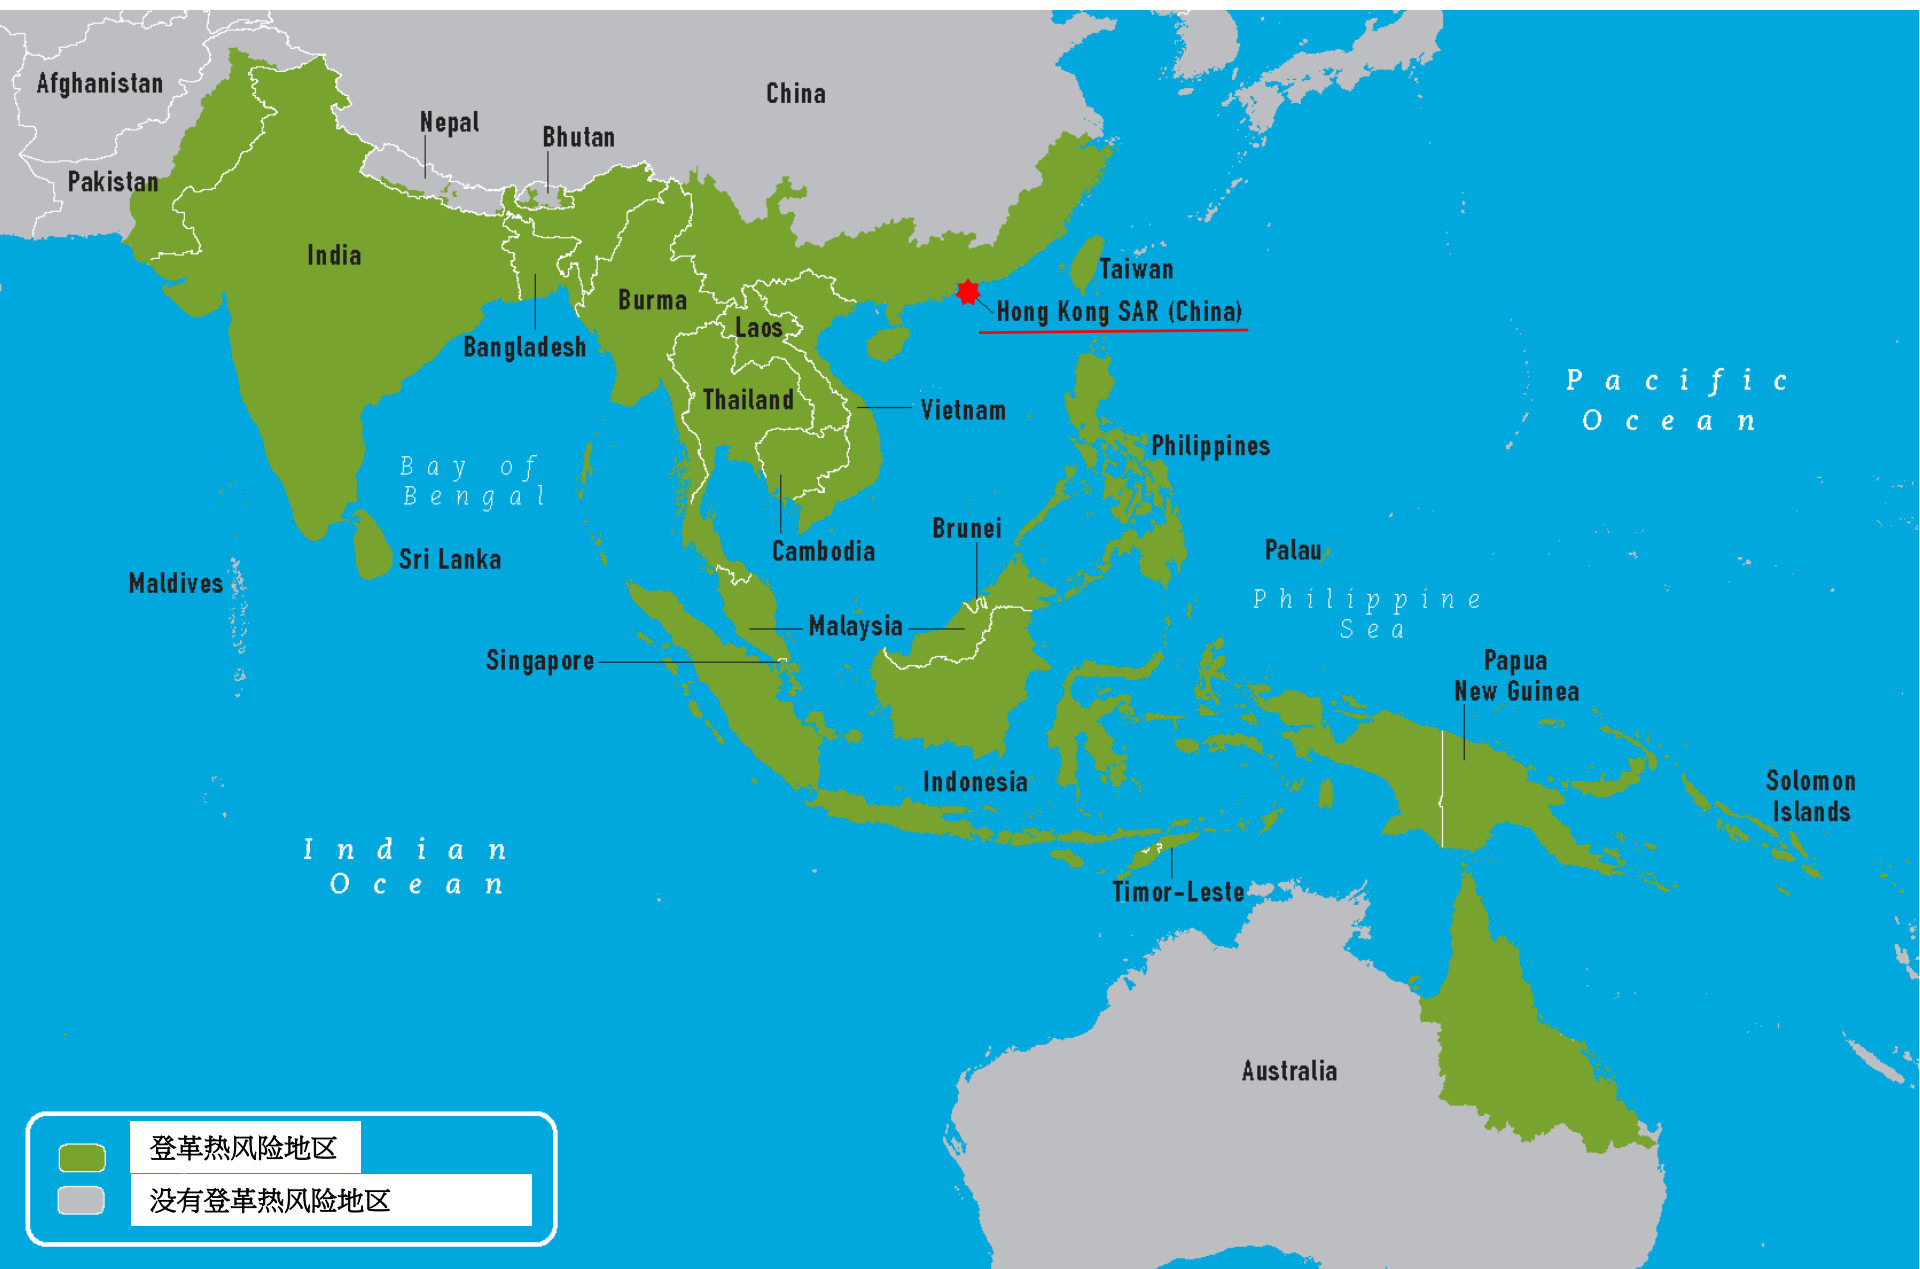 Afghanistan
China
Nepal
Bhutan
Pakistan
India
Taiwan
Burma
Hong Kong SAR (China)
Laos
Bangladesh
Pacific
Ocean
Thailand
Vietnam
Philippines
Bay of
Bengal
Brunei
Cambodia
Palau
Sri Lanka
Maldives
Philippine
Sea
Malaysia
Singapore
Papua
New Guinea
Indonesia
Solomon
Islands
Indian
Ocean
Timor-Leste
Australia
登革热风险地区
没有登革热风险地区